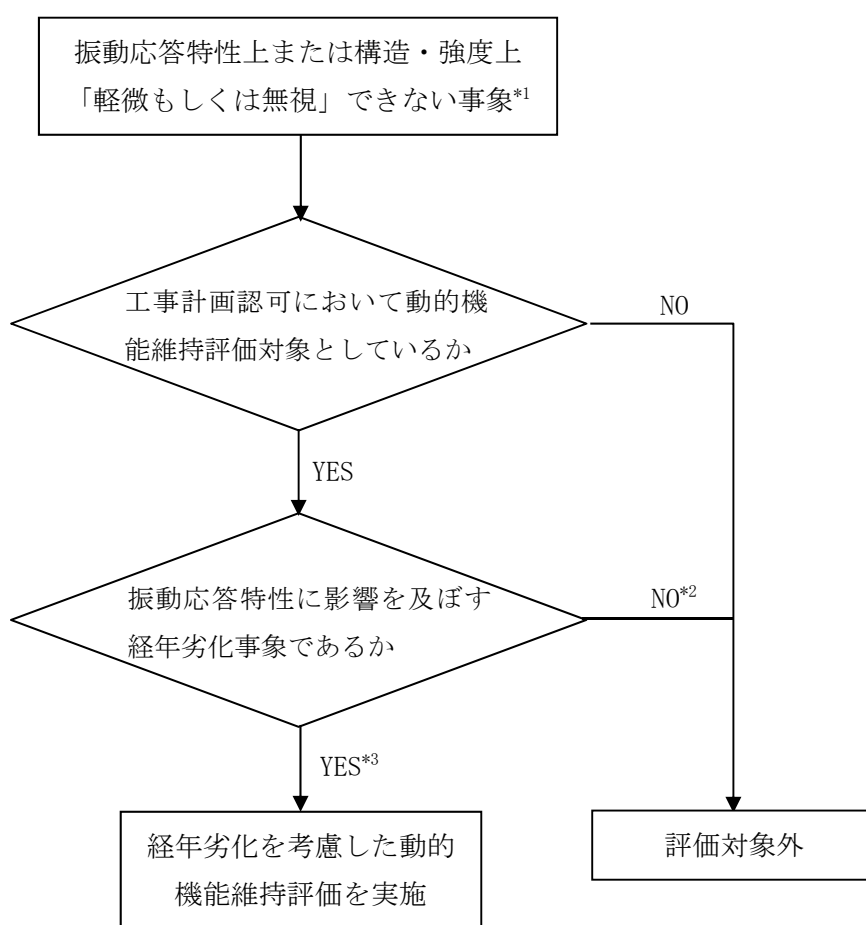 振動応答特性上または構造・強度上
「軽微もしくは無視」できない事象*1
工事計画認可において動的機
能維持評価対象としているか
NO
YES
振動応答特性に影響を及ぼす
経年劣化事象であるか
NO*2
YES*3
経年劣化を考慮した動的
機能維持評価を実施
評価対象外